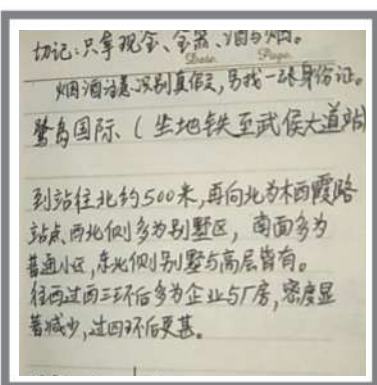 切记:只拿现金、金器、酒与烟。
Date. Page.
烟酒注意识别真假,另找一张身份证。
鹭岛国际、(坐地铁至武侯大道站
到站往北约500米,再向北为木西霞路
站点西北侧多为别墅区,南面多为
普通小区,东北侧别墅与高层皆有。
往西过西三环后多为企业与厂房,密度显
著减少,过四环后更甚。